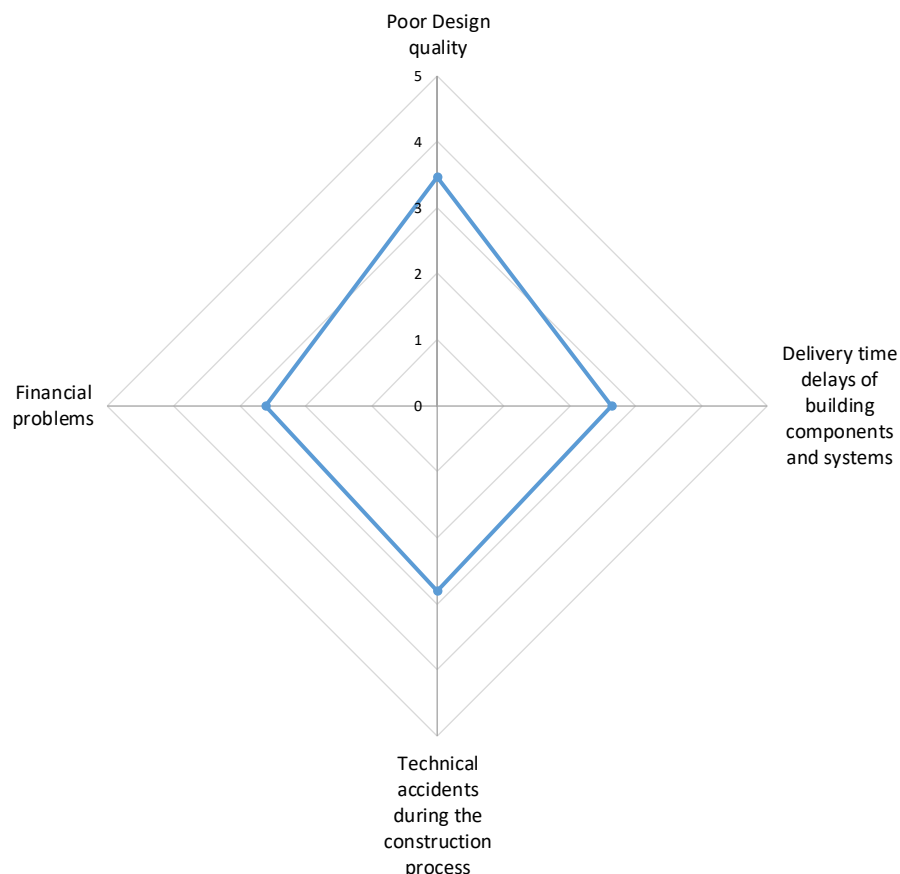 Poor Design
quality
5
4
3
2
1
0
Delivery time
delays of
building
components
and systems
Financial
problems
Technical
accidents
during the
construction
process